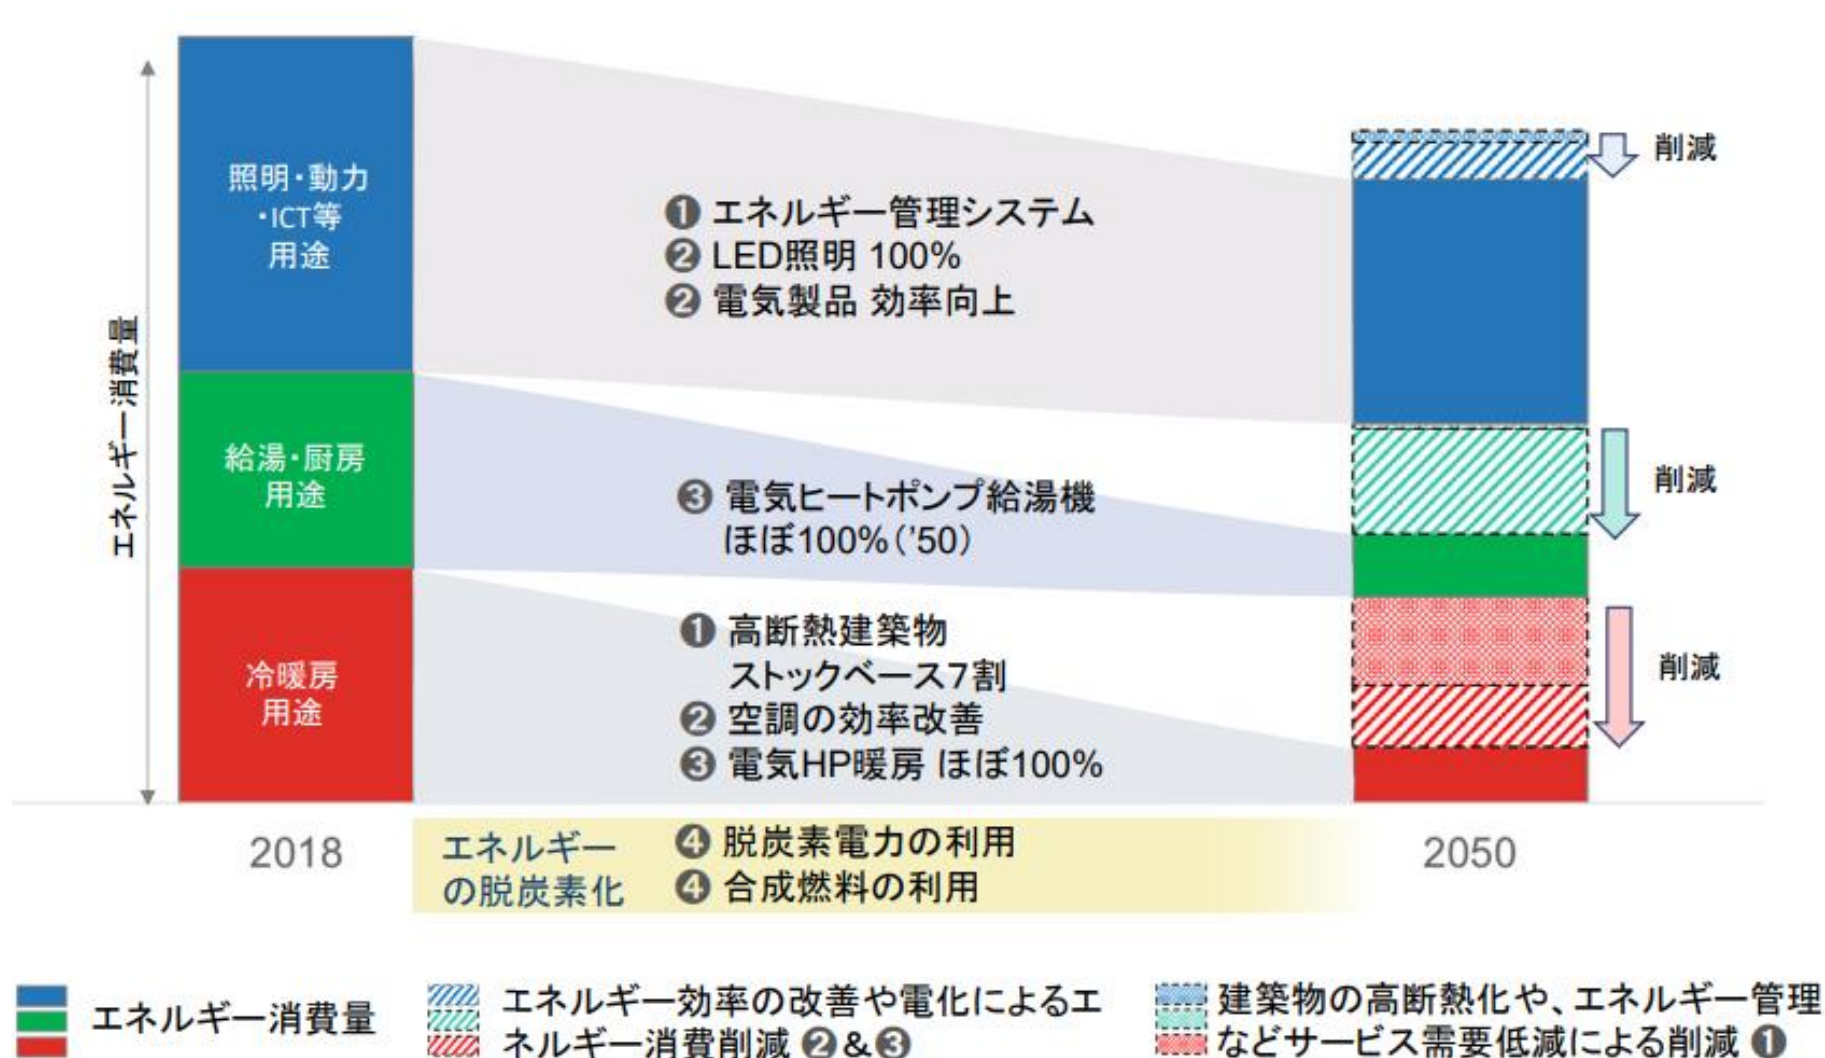 エネルギー消費量
照明・動力
・ICT等
用途
給湯・厨房
用途
冷暖房
用途
❶ エネルギー管理システム
❷ LED照明 100%
❷ 電気製品 効率向上
❸ 電気ヒートポンプ給湯機
ほぼ100%(’50)
❶ 高断熱建築物
ストックベース7割
❷ 空調の効率改善
❸ 電気HP暖房 ほぼ100%
削減
削減
削減
2018
エネルギー
の脱炭素化
❹ 脱炭素電力の利用
❹ 合成燃料の利用
2050
エネルギー消費量
エネルギー効率の改善や電化によるエ
ネルギー消費削減 ❷&❸
建築物の高断熱化や、エネルギー管理
などサービス需要低減による削減 ❶